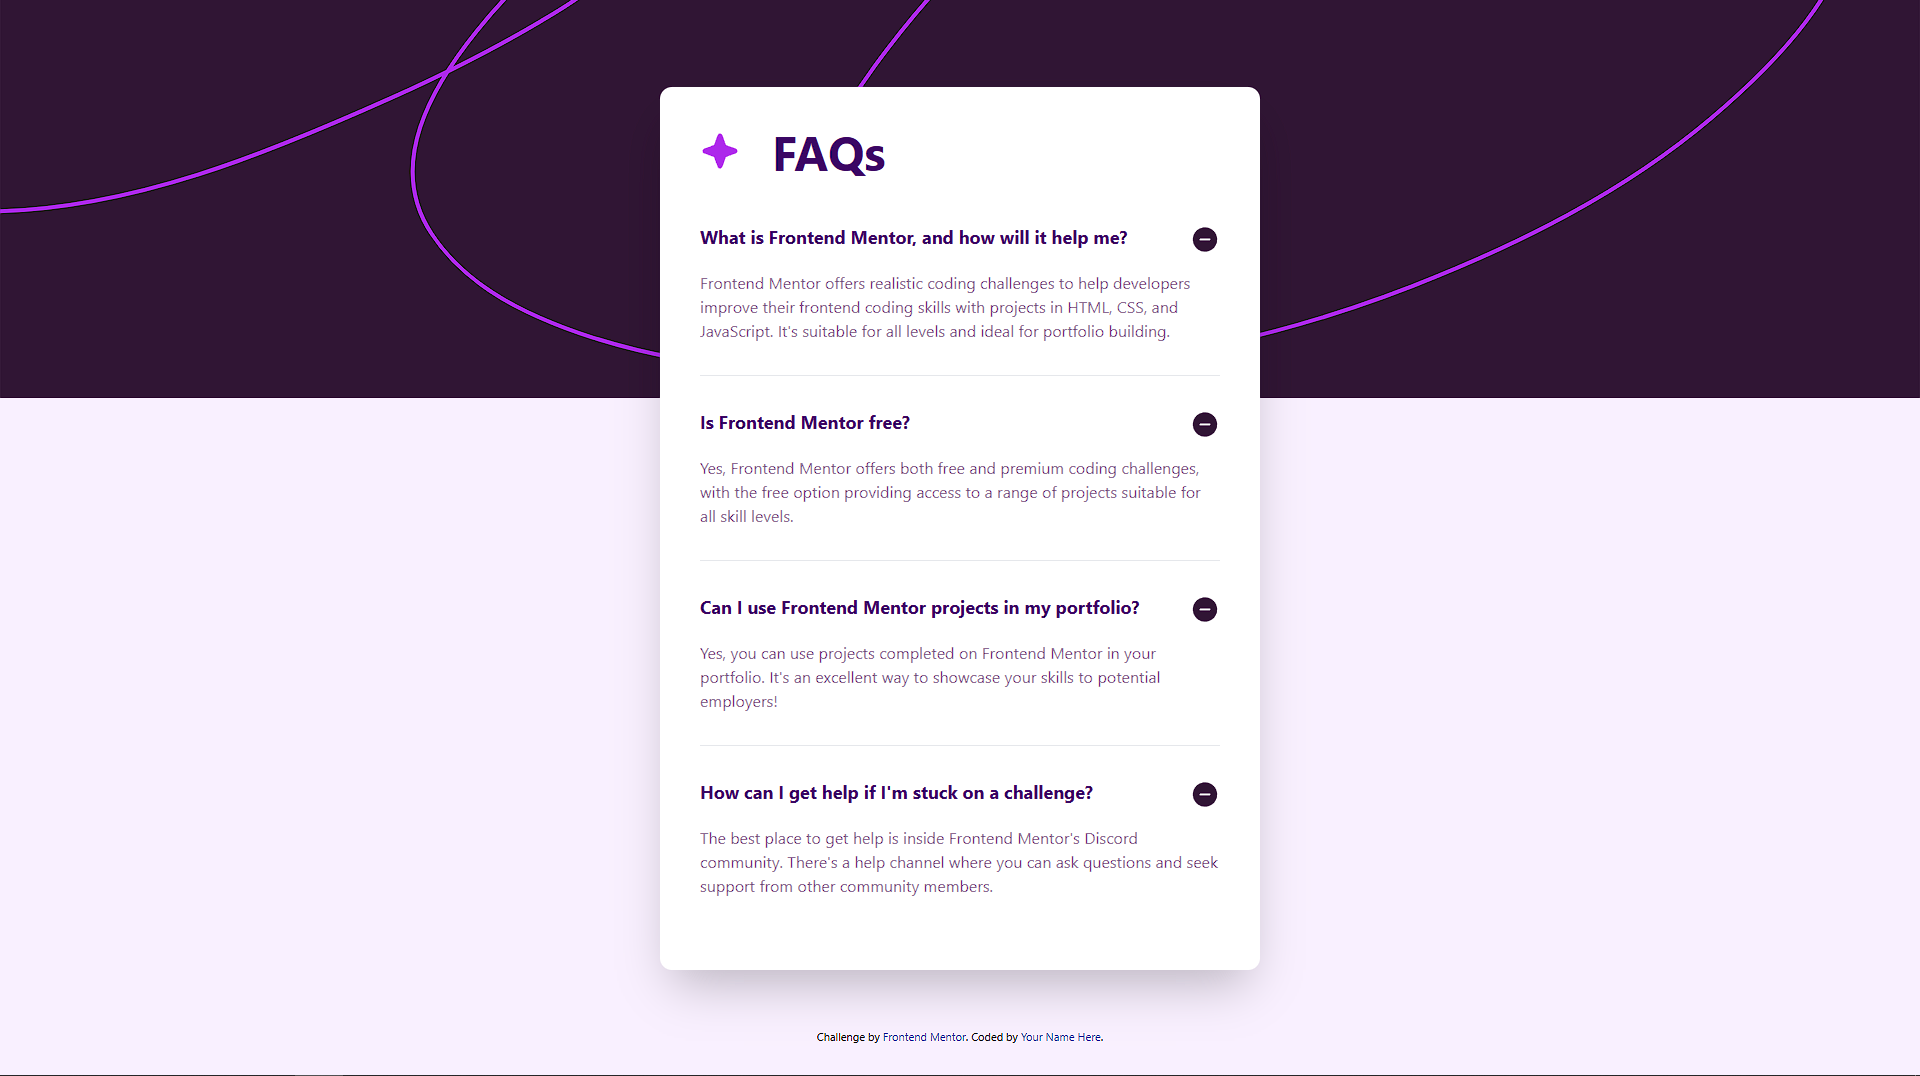 FAQs
What is Frontend Mentor, and how will it help me?
Frontend Mentor offers realistic coding challenges to help developers
improve their frontend coding skills with projects in HTML, CSS, and
JavaScript. It's suitable for all levels and ideal for portfolio building.
Is Frontend Mentor free?
Yes, Frontend Mentor offers both free and premium coding challenges,
with the free option providing access to a range of projects suitable for
all skill levels.
Can I use Frontend Mentor projects in my portfolio?
Yes, you can use projects completed on Frontend Mentor in your
portfolio. It's an excellent way to showcase your skills to potential
employers!
How can I get help if I'm stuck on a challenge?
The best place to get help is inside Frontend Mentor's Discord
community. There's a help channel where you can ask questions and seek
support from other community members.
Challenge by Frontend Mentor. Coded by Your Name Here.